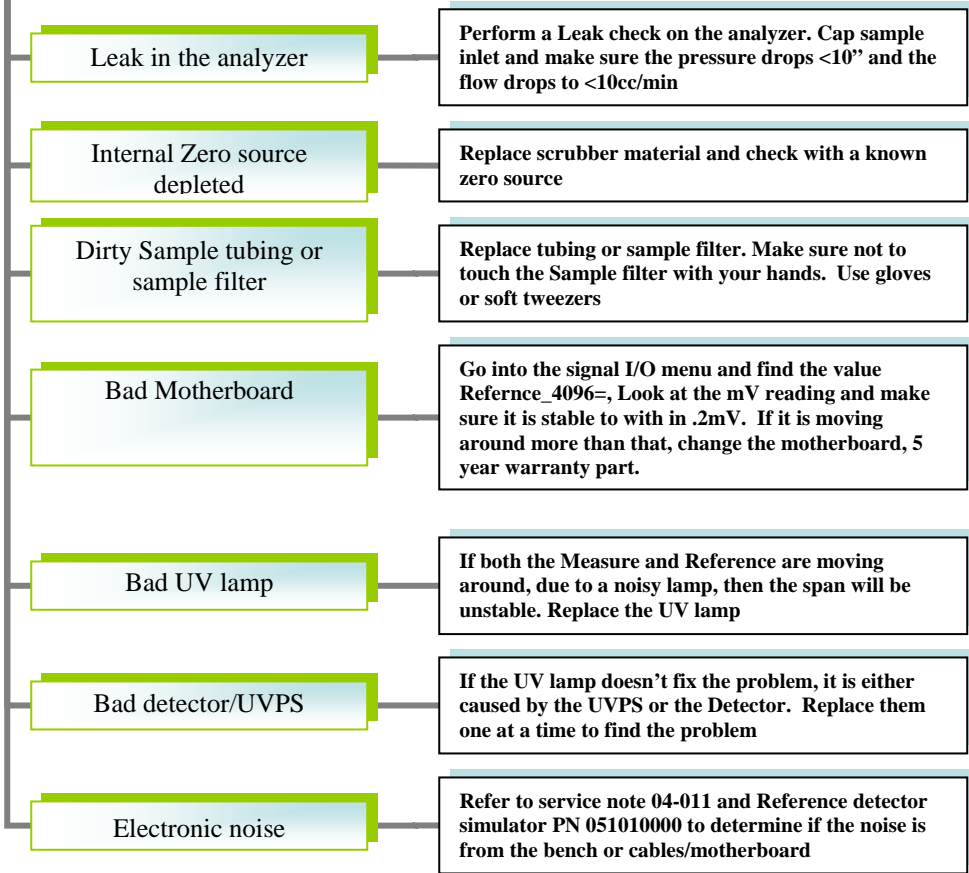 Leak in the analyzer
Perform a Leak check on the analyzer. Cap sample
inlet and make sure the pressure drops <10” and the
flow drops to <10cc/min
Internal Zero source
depleted
Replace scrubber material and check with a known
zero source
Dirty Sample tubing or
sample filter
Replace tubing or sample filter. Make sure not to
touch the Sample filter with your hands.  Use gloves
or soft tweezers
Bad Motherboard
Go into the signal I/O menu and find the value
Refernce_4096=, Look at the mV reading and make
sure it is stable to with in .2mV.  If it is moving
around more than that, change the motherboard, 5
year warranty part.
Bad UV lamp
If both the Measure and Reference are moving
around, due to a noisy lamp, then the span will be
unstable. Replace the UV lamp
Bad detector/UVPS
If the UV lamp doesn’t fix the problem, it is either
caused by the UVPS or the Detector.  Replace them
one at a time to find the problem
Electronic noise
Refer to service note 04-011 and Reference detector
simulator PN 051010000 to determine if the noise is
from the bench or cables/motherboard